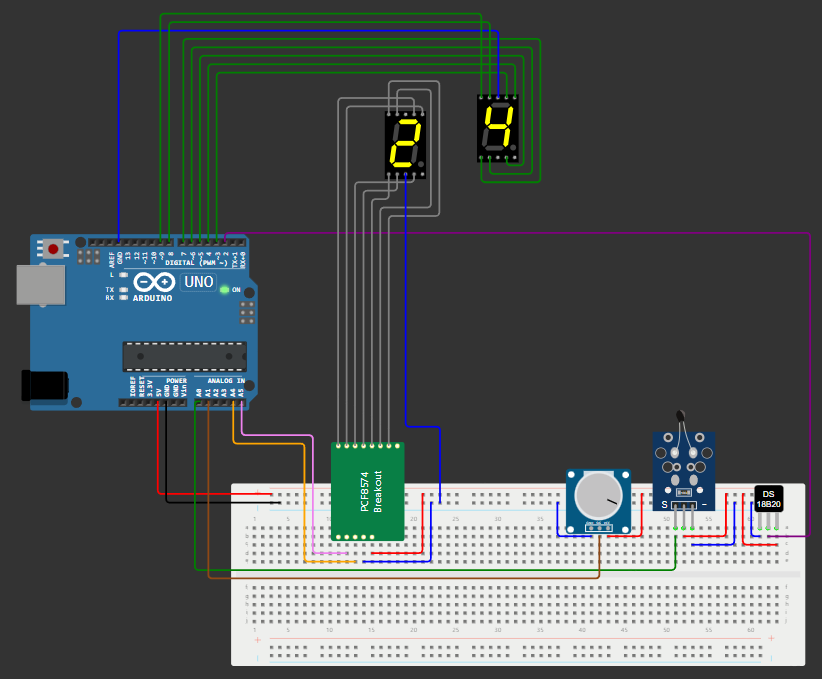 2
4
AREF
GND
13
12
~11
~10
~9
8
7
~6
~5
4
~3
2
TX→1
RX←0
DIGITAL (PWM ~)
L
TX
RX
UNO
ON
ARDUINO
IOREF
RESET
3.3V
5V
GND
GND
Vin
POWER
ANALOG IN
A0
A1
A2
A3
A4
A5
PCF8574
Breakout
S
−
DS
18B20
1
5
10
15
20
25
30
35
40
45
50
55
60
1
5
10
15
20
25
30
35
40
45
50
55
60